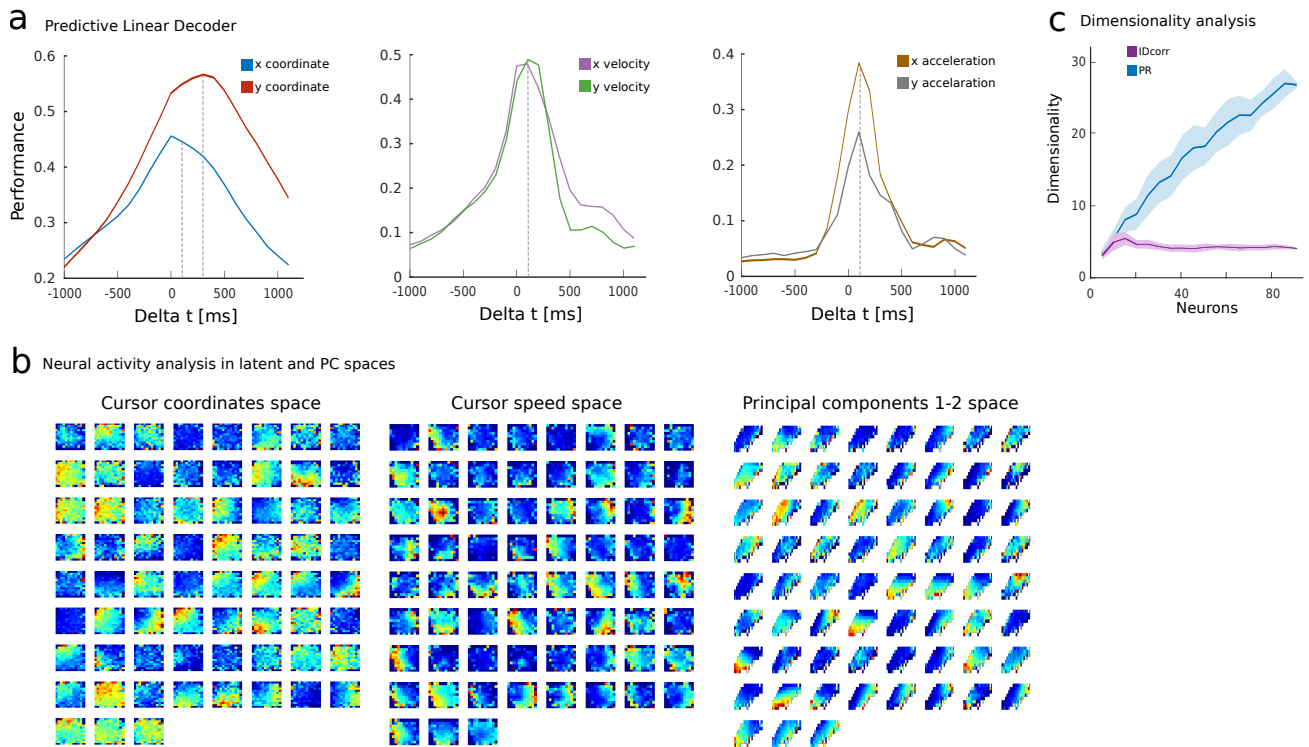 a Predictive Linear Decoder
0.6
0.5
0.4
0.3
0.2
Performance
x coordinate
y coordinate
-1000 -500 0 500 1000
Delta t [ms]
0.5
0.4
0.3
0.2
0.1
0
x velocity
y velocity
-1000 -500 0 500 1000
Delta t [ms]
0.4
0.3
0.2
0.1
0
x accelaration
y accelaration
-1000 -500 0 500 1000
Delta t [ms]
c Dimensionality analysis
IDcorr
PR
30
20
10
0
Dimensionality
0 40 80
Neurons
b Neural activity analysis in latent and PC spaces
Cursor coordinates space
Cursor speed space
Principal components 1-2 space